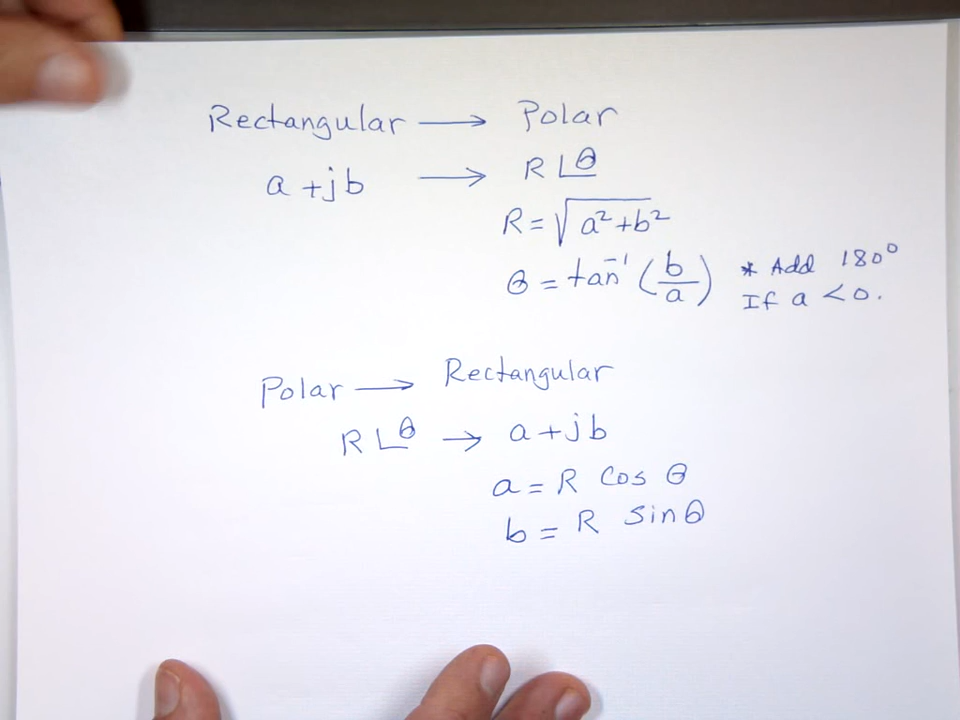 Rectangular → Polar
a + jb → R ∠θ
R = √(a² + b²)
θ = tan⁻¹ (b/a) * Add 180°
If a < 0.
Polar → Rectangular
R ∠θ → a + jb
a = R Cos θ
b = R Sin θ